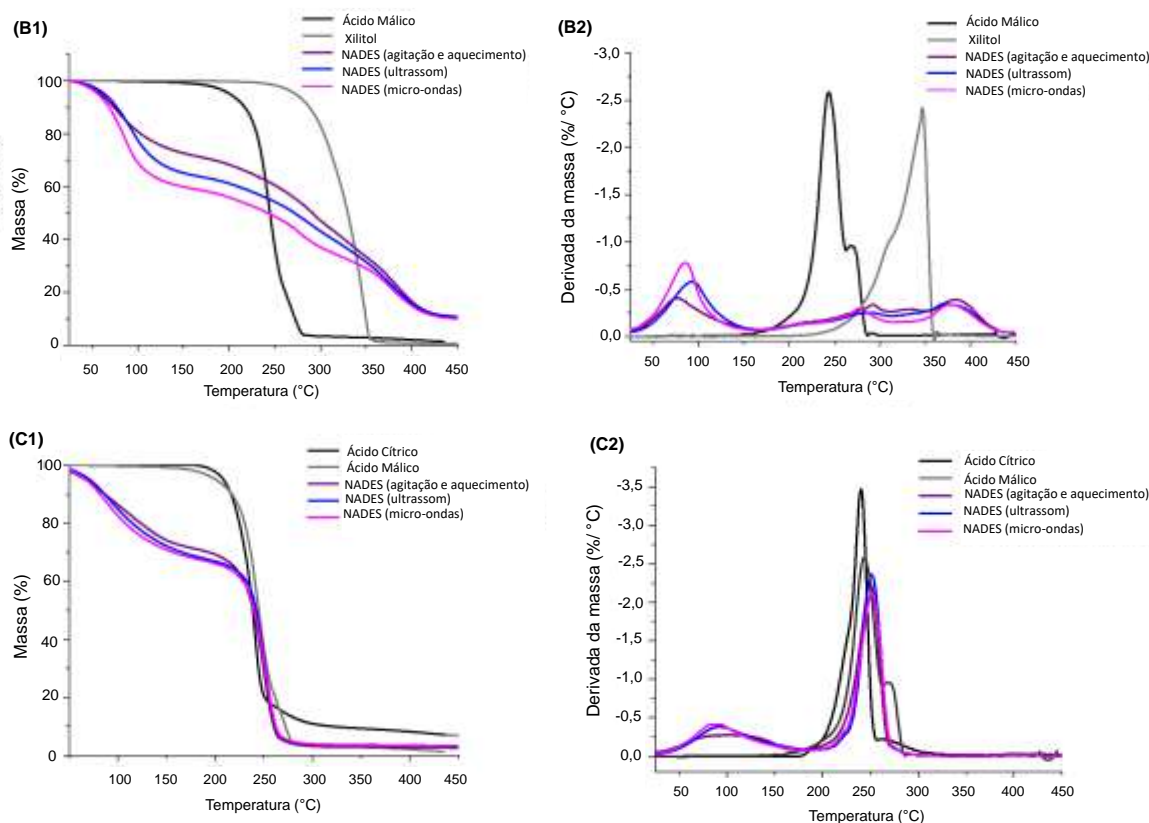 (B1)
Ácido Málico
Xilitol
NADES (agitação e aquecimento)
NADES (ultrassom)
NADES (micro-ondas)
100
80
60
40
20
0
Massa (%)
50 100 150 200 250 300 350 400 450
Temperatura (°C)
(B2)
Ácido Málico
Xilitol
NADES (agitação e aquecimento)
NADES (ultrassom)
NADES (micro-ondas)
-3,0
-2,5
-2,0
-1,5
-1,0
-0,5
0,0
Derivada da massa (%/ °C)
50 100 150 200 250 300 350 400 450
Temperatura (°C)
(C1)
Ácido Cítrico
Ácido Málico
NADES (agitação e aquecimento)
NADES (ultrassom)
NADES (micro-ondas)
100
80
60
40
20
0
Massa (%)
100 150 200 250 300 350 400 450
Temperatura (°C)
(C2)
Ácido Cítrico
Ácido Málico
NADES (agitação e aquecimento)
NADES (ultrassom)
NADES (micro-ondas)
-3,5
-3,0
-2,5
-2,0
-1,5
-1,0
-0,5
0,0
Derivada da massa (%/ °C)
50 100 150 200 250 300 350 400 450
Temperatura (°C)